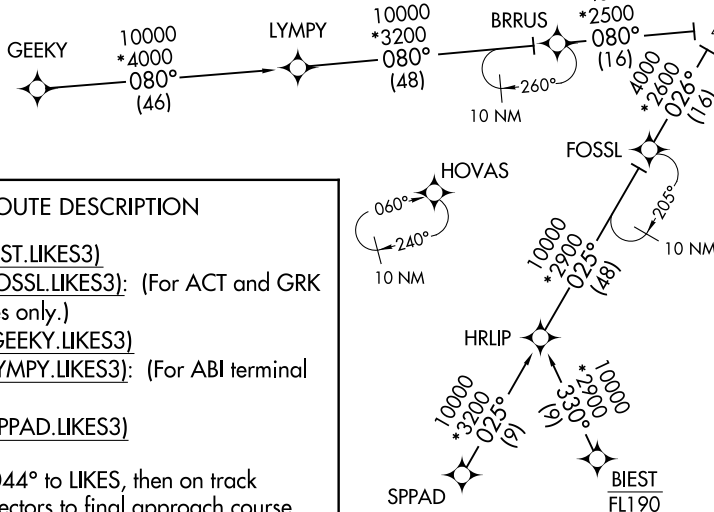 GEEKY
10000
*4000
080°
(46)
LYMPY
10000
*3200
080°
(48)
BRRUS
*2500
080°
(16)
260°
10 NM
4000
*2600
026°
(16)
FOSSL
205°
10 NM
HOVAS
060°
240°
10 NM
10000
*2900
025°
(48)
HRLIP
10000
*3200
025°
(9)
SPPAD
10000
*2900
330°
(9)
BIEST
FL190
OUTE DESCRIPTION
ST.LIKES3)
OSSL.LIKES3): (For ACT and GRK
es only.)
GEEKY.LIKES3)
YMPY.LIKES3): (For ABI terminal
PPAD.LIKES3)
044° to LIKES, then on track
ectors to final approach course